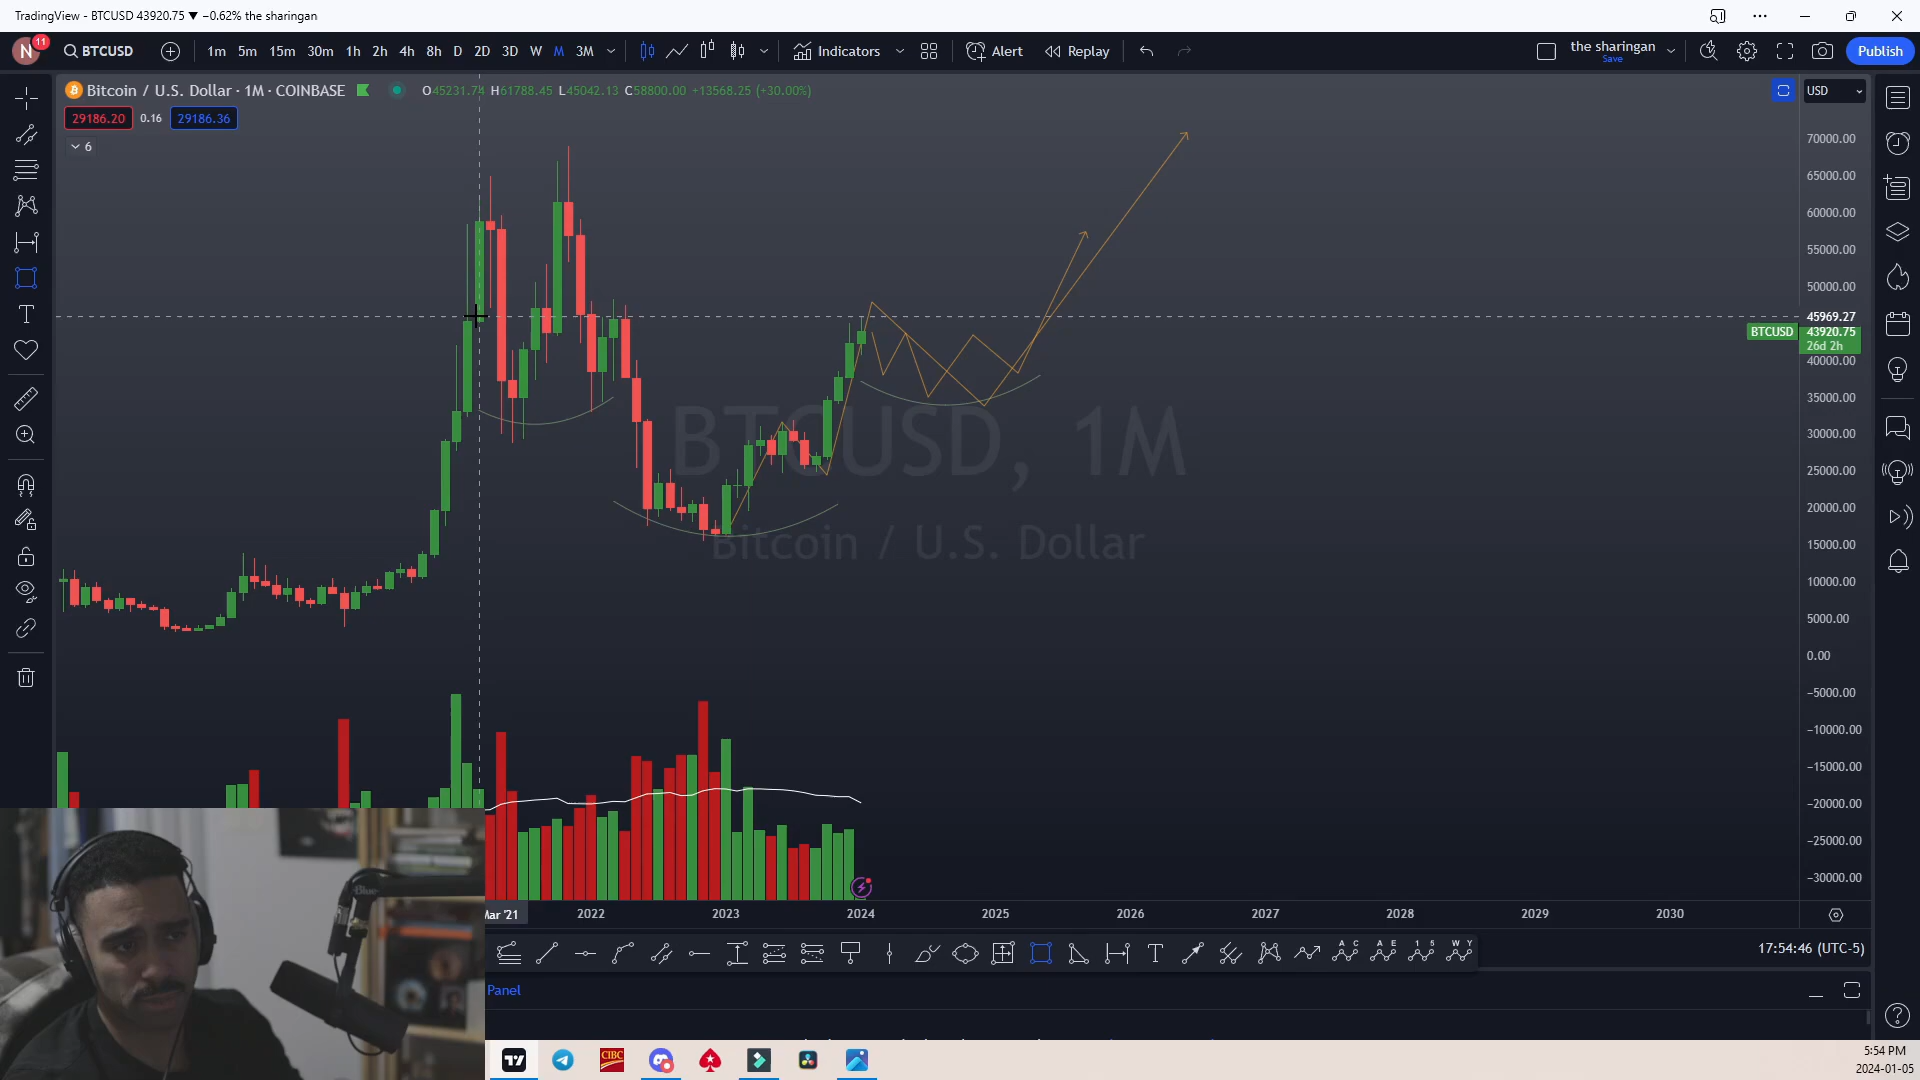 TradingView - BTCUSD 43920.75 ▼ −0.62% the sharingan
N 11 BTCUSD 1m 5m 15m 30m 1h 2h 4h 8h D 2D 3D W M 3M Indicators Alert Replay the sharingan Save Publish
Bitcoin / U.S. Dollar · 1M · COINBASE O45231.74 H61788.45 L45042.13 C58800.00 +13568.25 (+30.00%) USD
29186.20 0.16 29186.36
6
70000.00
65000.00
60000.00
55000.00
50000.00
45969.27
BTCUSD 43920.75
26d 2h
40000.00
35000.00
30000.00
25000.00
20000.00
15000.00
10000.00
5000.00
0.00
−5000.00
−10000.00
−15000.00
−20000.00
−25000.00
−30000.00
BTCUSD, 1M
Bitcoin / U.S. Dollar
Mar '21 2022 2023 2024 2025 2026 2027 2028 2029 2030
T A C A E 1 5 W Y 17:54:46 (UTC-5)
Panel
Blue
CIBC
5:54 PM
2024-01-05